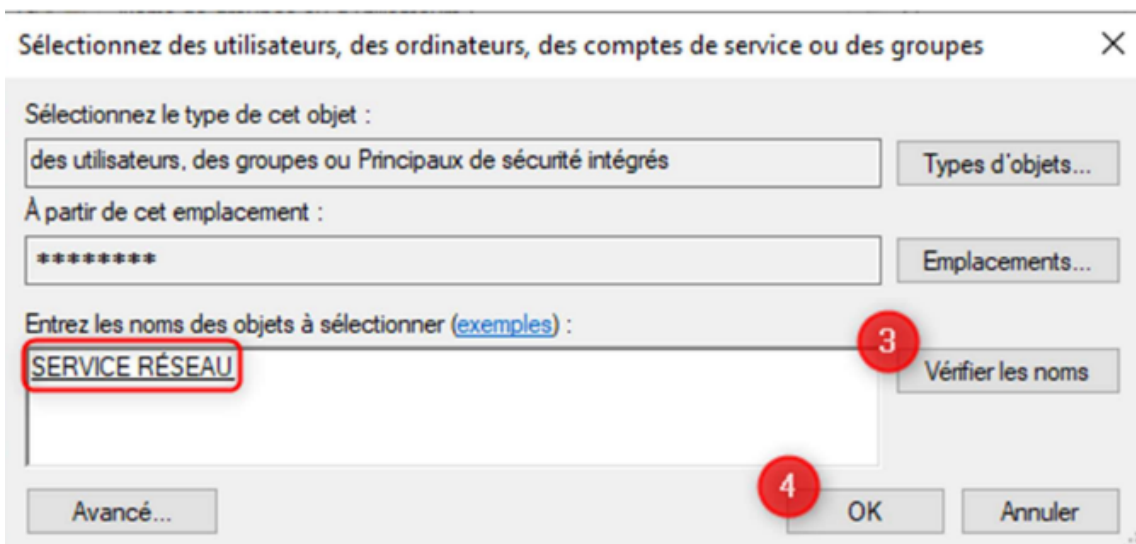 Sélectionnez des utilisateurs, des ordinateurs, des comptes de service ou des groupes
Sélectionnez le type de cet objet :
des utilisateurs, des groupes ou Principaux de sécurité intégrés
Types d'objets...
À partir de cet emplacement :
********
Emplacements...
Entrez les noms des objets à sélectionner (exemples) :
3
SERVICE RÉSEAU
Vérifier les noms
4
Avancé...
OK
Annuler